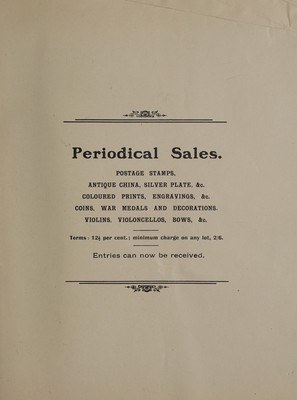 Periodical Sales.
POSTAGE STAMPS,
ANTIQUE CHINA, SILVER PLATE, &c.
COLOURED PRINTS, ENGRAVINGS, &c.
COINS, WAR MEDALS AND DECORATIONS.
VIOLINS, VIOLONCELLOS, BOWS, &c.
Terms: 12½ per cent.; minimum charge on any lot, 2/6.
Entries can now be received.